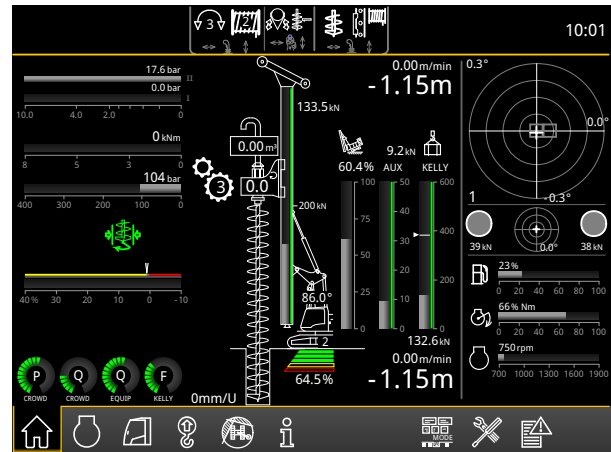 3 2 10:01
17.6 bar
II
0.0 bar
I
10.0 4.0 2.0 1.0 0
0 kNm
8 5 3 0
104 bar
400 300 200 100 0
40% 30 20 10 0 -10
P Q Q F
CROWD CROWD EQUIP KELLY
0.00 m/min
-1.15m
133.5 kN
0.00 m³
3
0.0
200 kN
86.0°
2
64.5%
0mm/U
9.2 kN
60.4% AUX KELLY
100 50 600
75 40 400
50 30 200
25 20 0
0 10
0
132.6 kN
0.00 m/min
-1.15m
0.3°
0.0°
1 -0.3°
39 kN 0.0° 38 kN
23%
0 20 40 60 80 100
66% Nm
0 20 40 60 80 100
750 rpm
700 1000 1300 1600 1900
H
i
MODE